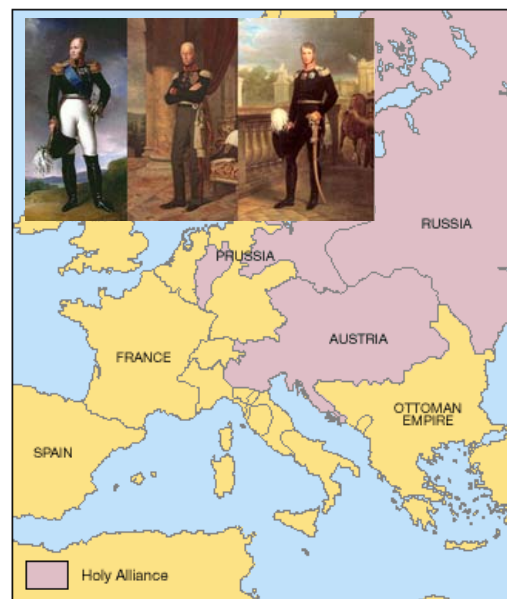 RUSSIA
PRUSSIA
AUSTRIA
FRANCE
OTTOMAN
EMPIRE
SPAIN
Holy Alliance